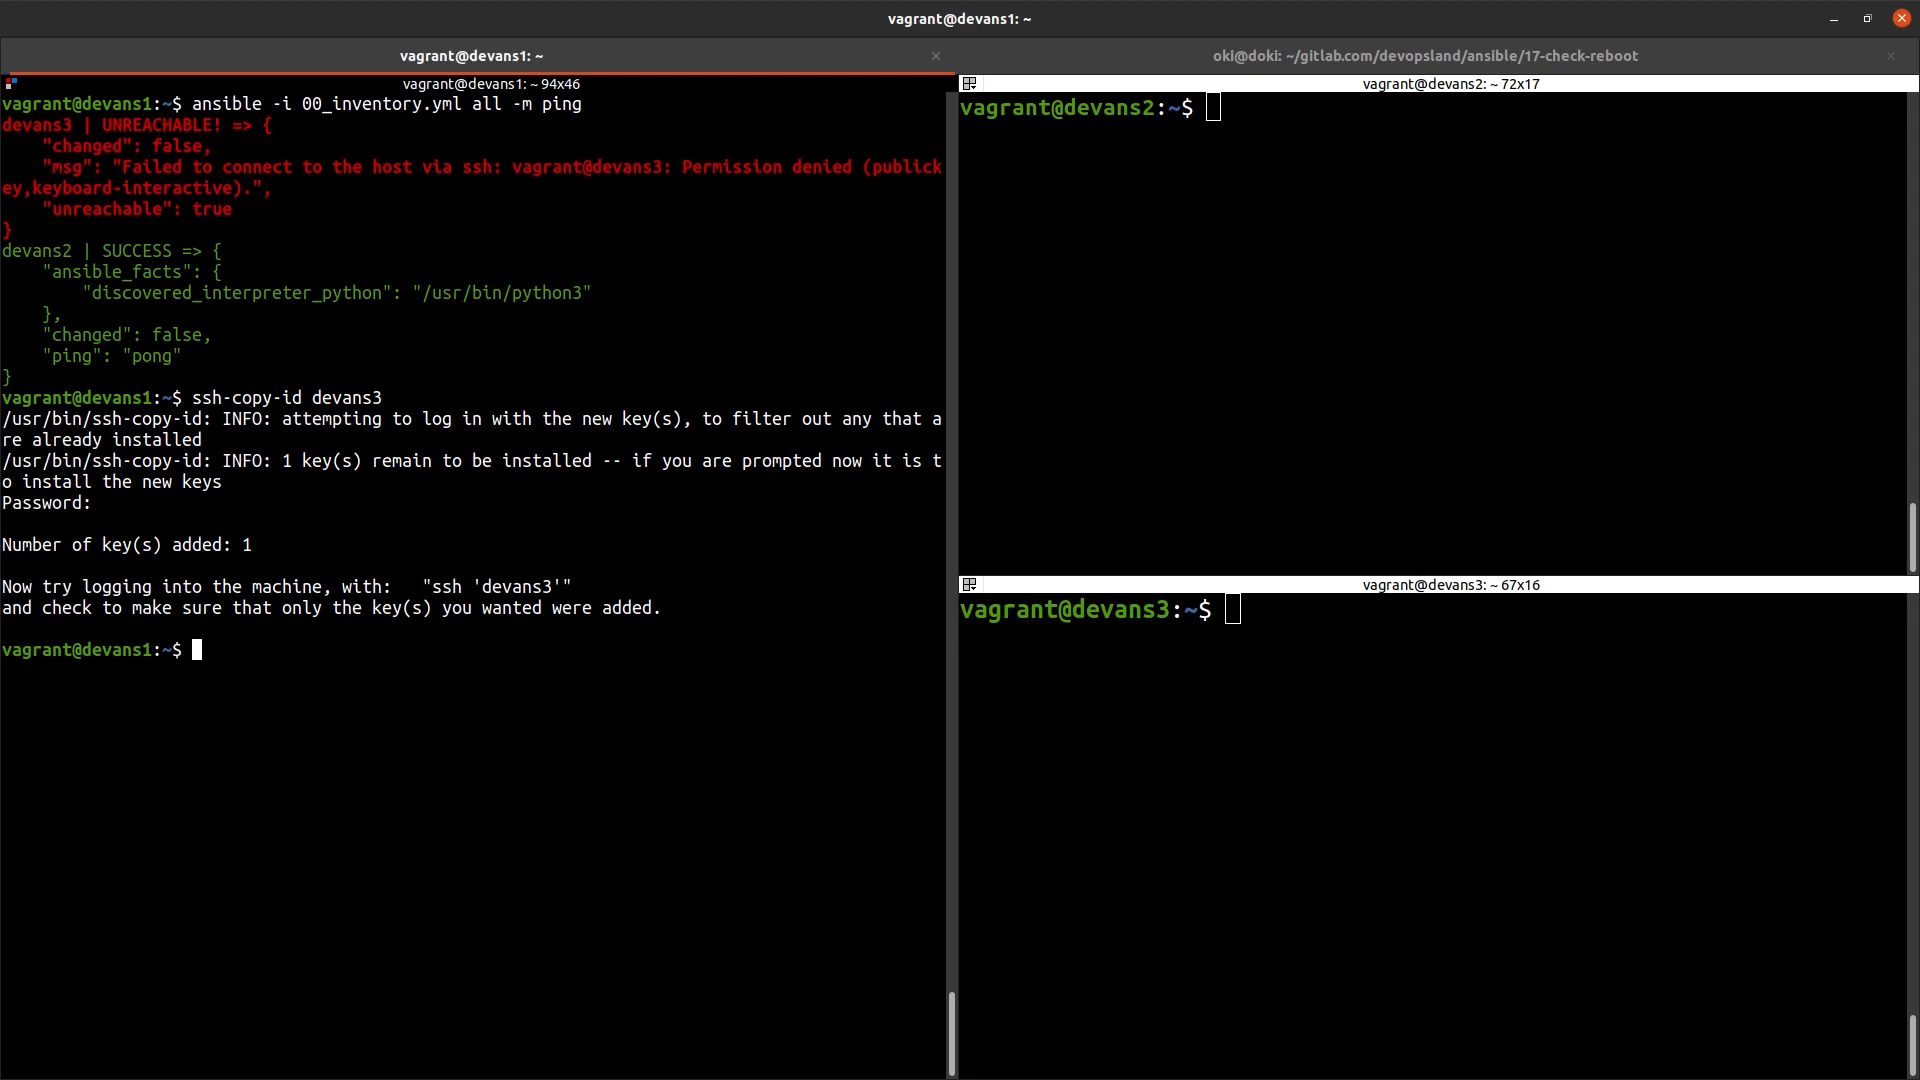 vagrant@devans1: ~
vagrant@devans1: ~
oki@doki: ~/gitlab.com/devopsland/ansible/17-check-reboot
vagrant@devans1: ~ 94x46
vagrant@devans1:~$ ansible -i 00_inventory.yml all -m ping
devans3 | UNREACHABLE! => {
    "changed": false,
    "msg": "Failed to connect to the host via ssh: vagrant@devans3: Permission denied (publick
ey,keyboard-interactive).",
    "unreachable": true
}
devans2 | SUCCESS => {
    "ansible_facts": {
        "discovered_interpreter_python": "/usr/bin/python3"
    },
    "changed": false,
    "ping": "pong"
}
vagrant@devans1:~$ ssh-copy-id devans3
/usr/bin/ssh-copy-id: INFO: attempting to log in with the new key(s), to filter out any that a
re already installed
/usr/bin/ssh-copy-id: INFO: 1 key(s) remain to be installed -- if you are prompted now it is t
o install the new keys
Password:
Number of key(s) added: 1
Now try logging into the machine, with:   "ssh 'devans3'"
and check to make sure that only the key(s) you wanted were added.
vagrant@devans1:~$
vagrant@devans2: ~ 72x17
vagrant@devans2:~$
vagrant@devans3: ~ 67x16
vagrant@devans3:~$